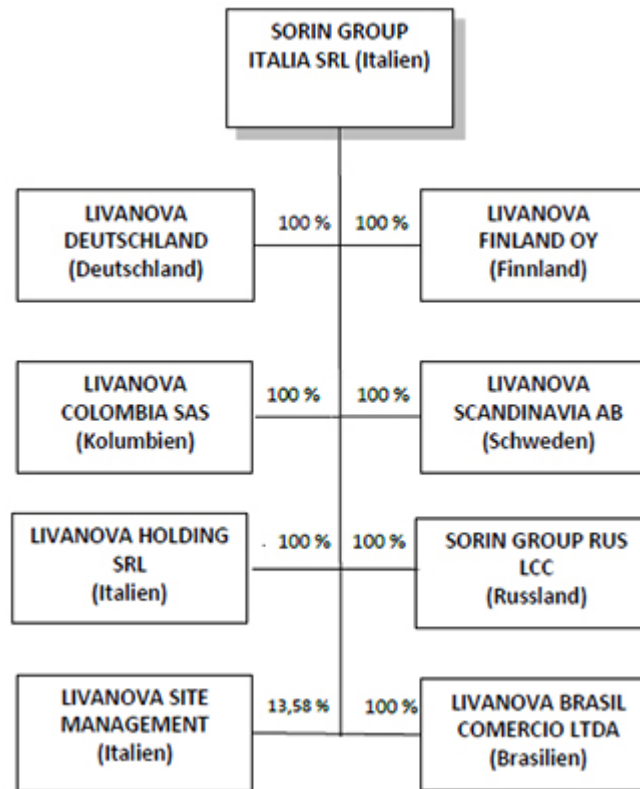 SORIN GROUP
ITALIA SRL (Italien)
LIVANOVA
DEUTSCHLAND
(Deutschland)
100 %
100 %
LIVANOVA
FINLAND OY
(Finnland)
LIVANOVA
COLOMBIA SAS
(Kolumbien)
100 %
100 %
LIVANOVA
SCANDINAVIA AB
(Schweden)
LIVANOVA HOLDING
SRL
(Italien)
. 100 %
100 %
SORIN GROUP RUS
LCC
(Russland)
LIVANOVA SITE
MANAGEMENT
(Italien)
13,58 %
100 %
LIVANOVA BRASIL
COMERCIO LTDA
(Brasilien)